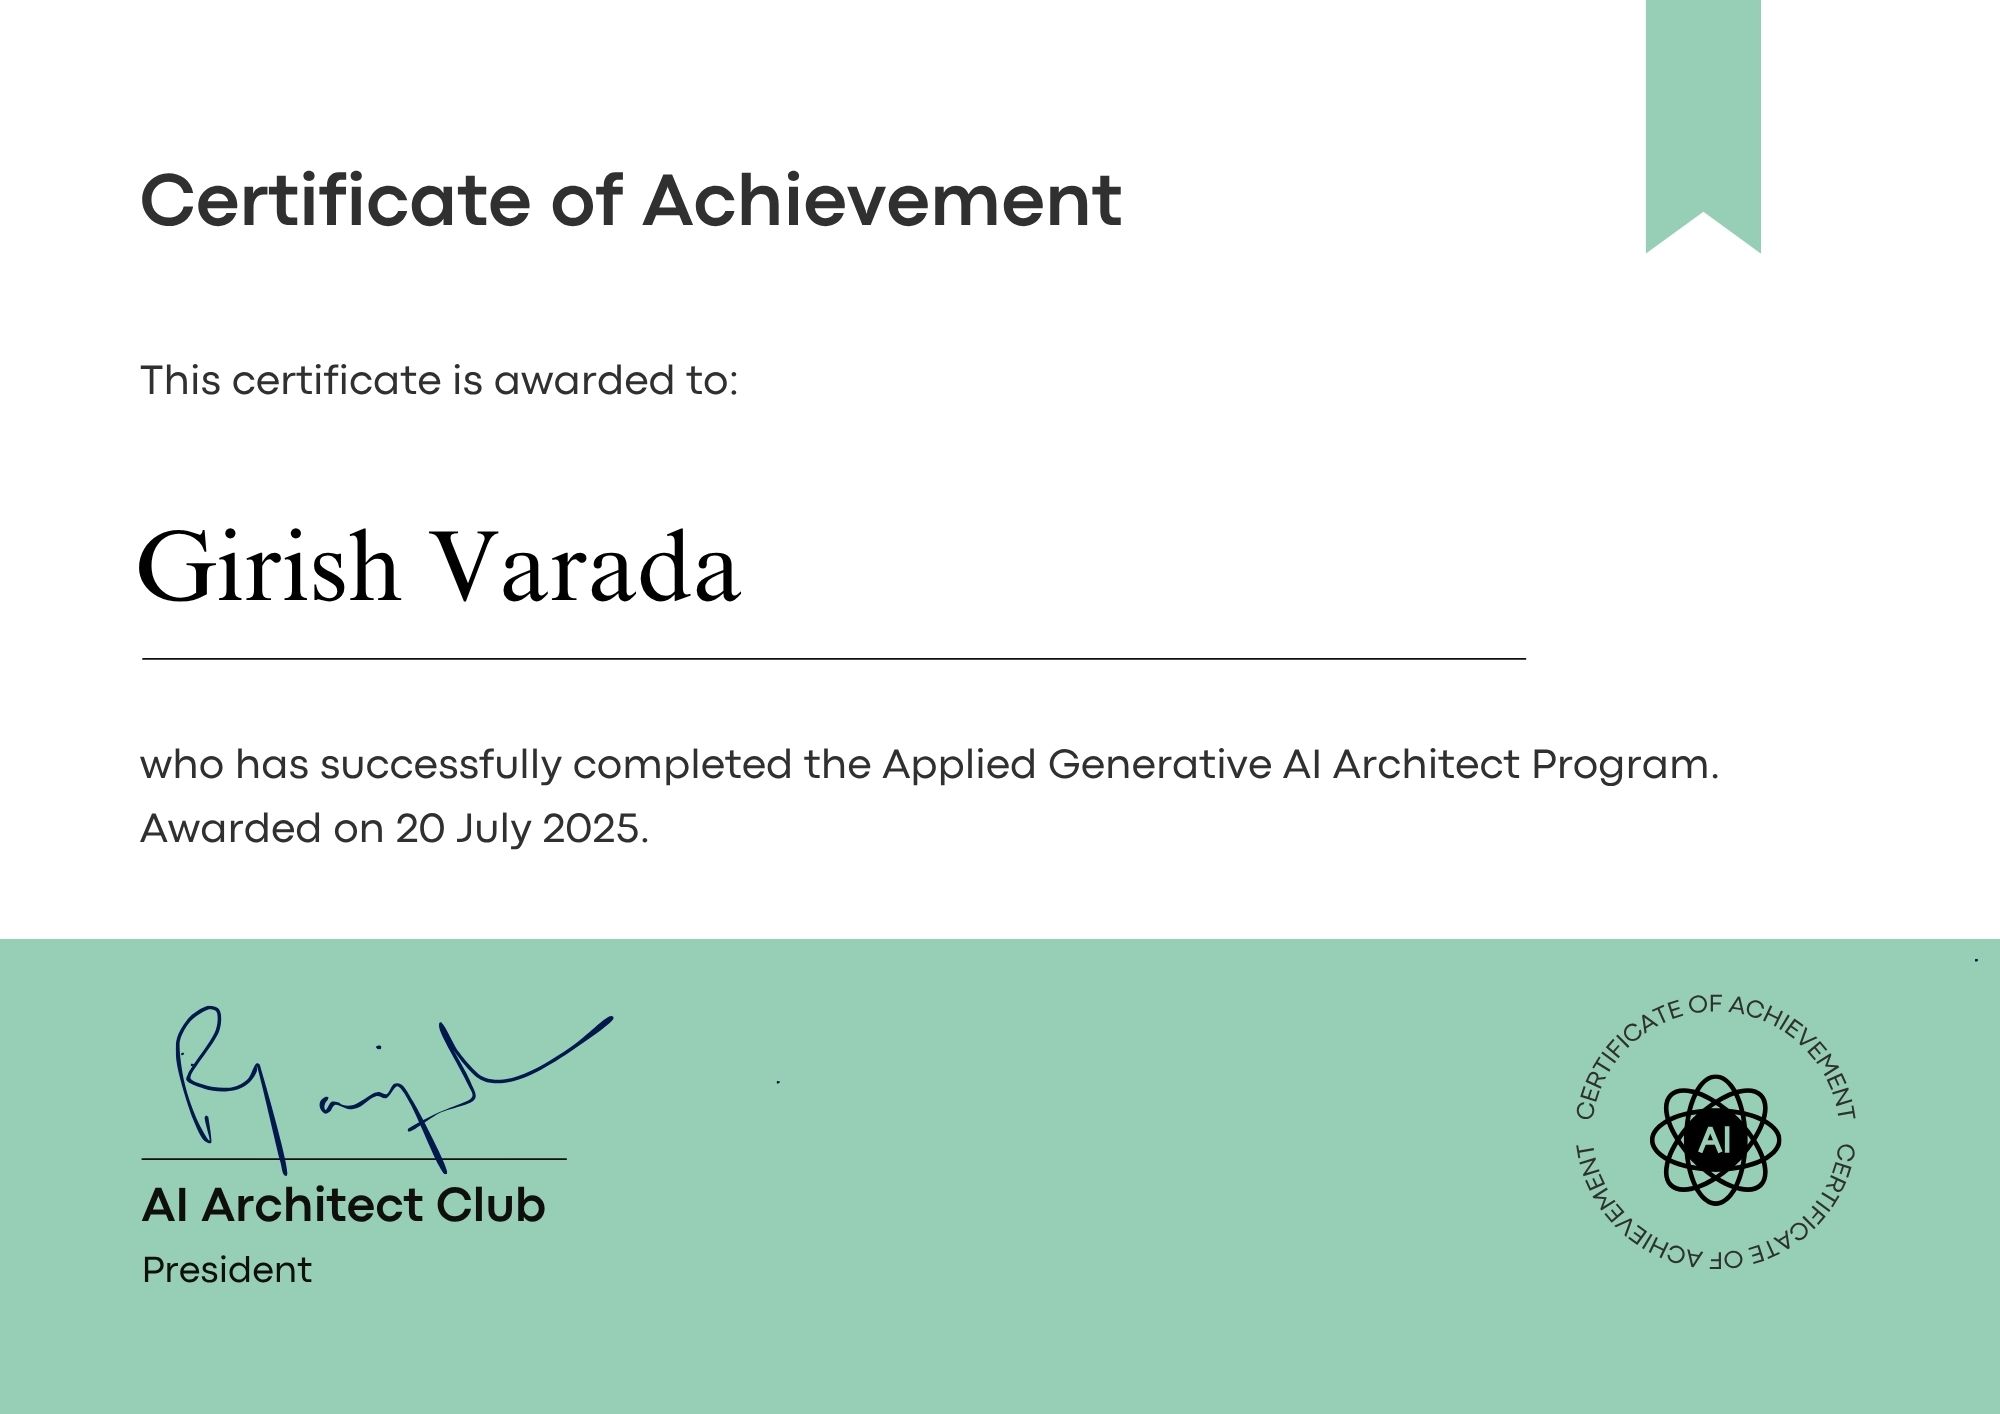 Certificate of Achievement
This certificate is awarded to:
Girish Varada
who has successfully completed the Applied Generative AI Architect Program.
Awarded on 20 July 2025.
AI Architect Club
President
CERTIFICATE OF ACHIEVEMENT
CERTIFICATE OF ACHIEVEMENT
AI